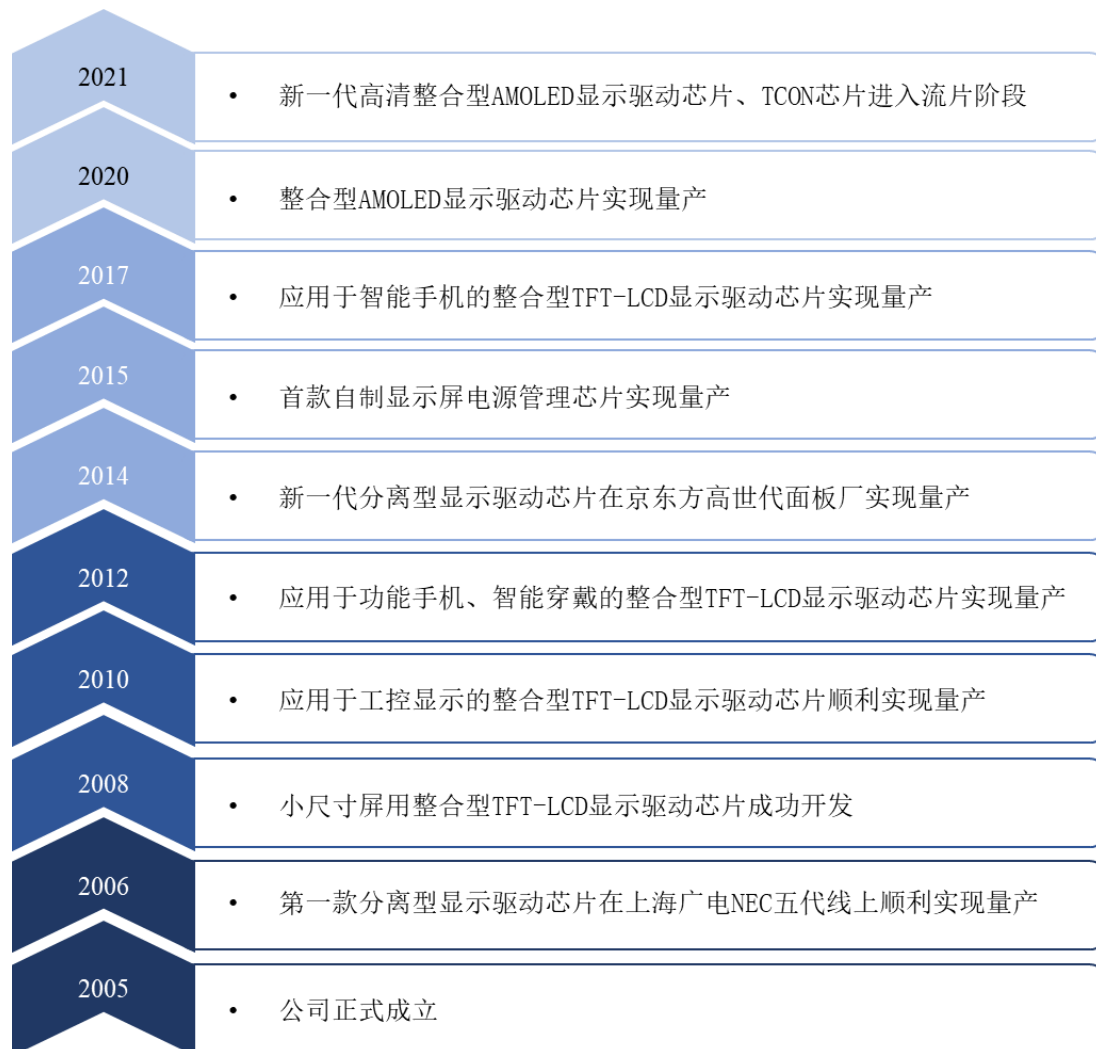 2021
• 新一代高清整合型AMOLED显示驱动芯片、TCON芯片进入流片阶段
2020
• 整合型AMOLED显示驱动芯片实现量产
2017
• 应用于智能手机的整合型TFT-LCD显示驱动芯片实现量产
2015
• 首款自制显示屏电源管理芯片实现量产
2014
• 新一代分离型显示驱动芯片在京东方高世代面板厂实现量产
2012
• 应用于功能手机、智能穿戴的整合型TFT-LCD显示驱动芯片实现量产
2010
• 应用于工控显示的整合型TFT-LCD显示驱动芯片顺利实现量产
2008
• 小尺寸屏用整合型TFT-LCD显示驱动芯片成功开发
2006
• 第一款分离型显示驱动芯片在上海广电NEC五代线上顺利实现量产
2005
• 公司正式成立